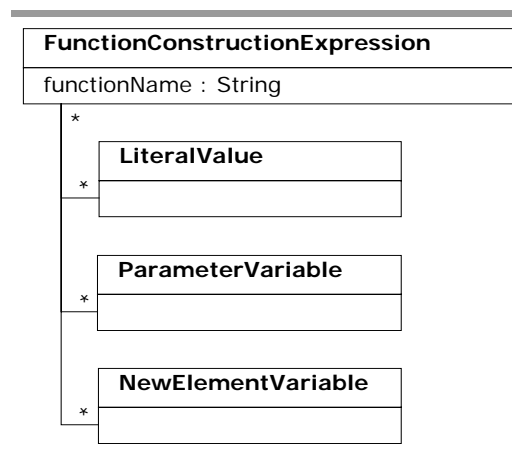 FunctionConstructionExpression
functionName : String
*
LiteralValue
*
ParameterVariable
*
NewElementVariable
*